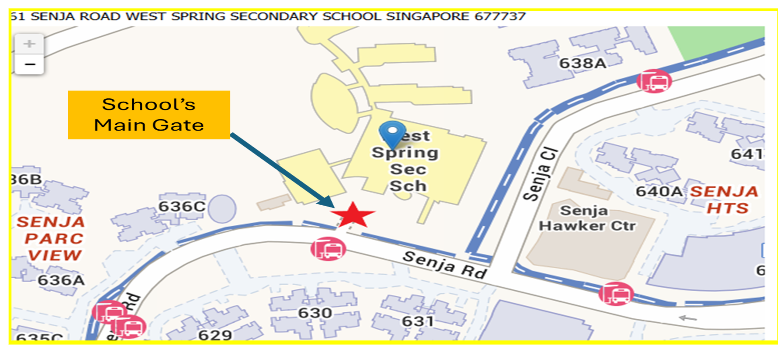 61 SENJA ROAD WEST SPRING SECONDARY SCHOOL SINGAPORE 677737
+
−
638A
School's
Main Gate
West
Spring
Sec
Sch
Senja Cl
641
36B
636C
640A
SENJA
HTS
SENJA
PARC
VIEW
Senja
Hawker Ctr
Senja Rd
636A
6
Rd
630
631
629
635C